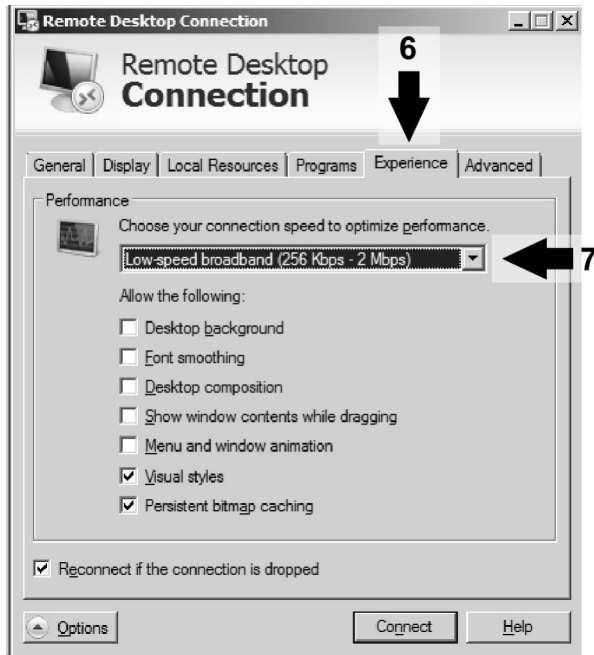 Remote Desktop Connection
6
Remote Desktop
Connection
General Display Local Resources Programs Experience Advanced
Performance
Choose your connection speed to optimize performance.
Low-speed broadband (256 Kbps - 2 Mbps)
7
Allow the following:
Desktop background
Font smoothing
Desktop composition
Show window contents while dragging
Menu and window animation
Visual styles
Persistent bitmap caching
Reconnect if the connection is dropped
Options Connect Help